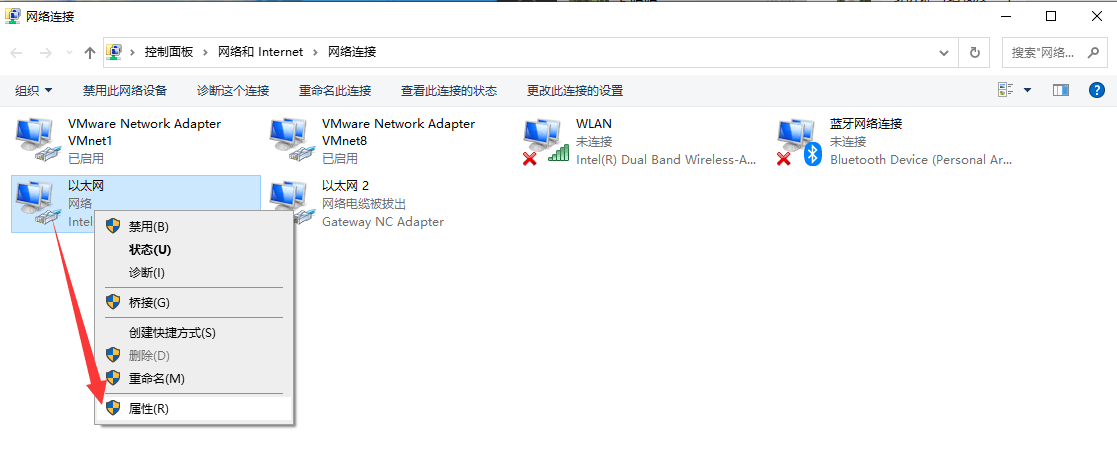 网络连接
控制面板 › 网络和 Internet › 网络连接
搜索"网络...
组织 禁用此网络设备 诊断这个连接 重命名此连接 查看此连接的状态 更改此连接的设置
VMware Network Adapter
VMnet1
已启用
VMware Network Adapter
VMnet8
已启用
WLAN
未连接
Intel(R) Dual Band Wireless-A...
蓝牙网络连接
未连接
Bluetooth Device (Personal Ar...
以太网
网络
Intel
以太网 2
网络电缆被拔出
Gateway NC Adapter
禁用(B)
状态(U)
诊断(I)
桥接(G)
创建快捷方式(S)
删除(D)
重命名(M)
属性(R)